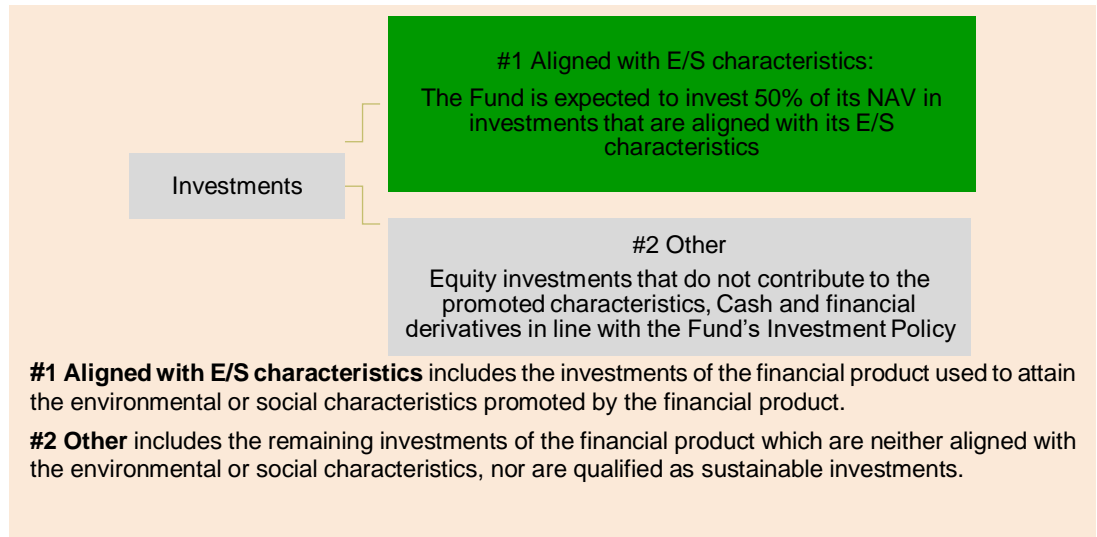 #1 Aligned with E/S characteristics:
The Fund is expected to invest 50% of its NAV in
investments that are aligned with its E/S
characteristics
Investments
#2 Other
Equity investments that do not contribute to the
promoted characteristics, Cash and financial
derivatives in line with the Fund’s Investment Policy
#1 Aligned with E/S characteristics includes the investments of the financial product used to attain
the environmental or social characteristics promoted by the financial product.
#2 Other includes the remaining investments of the financial product which are neither aligned with
the environmental or social characteristics, nor are qualified as sustainable investments.